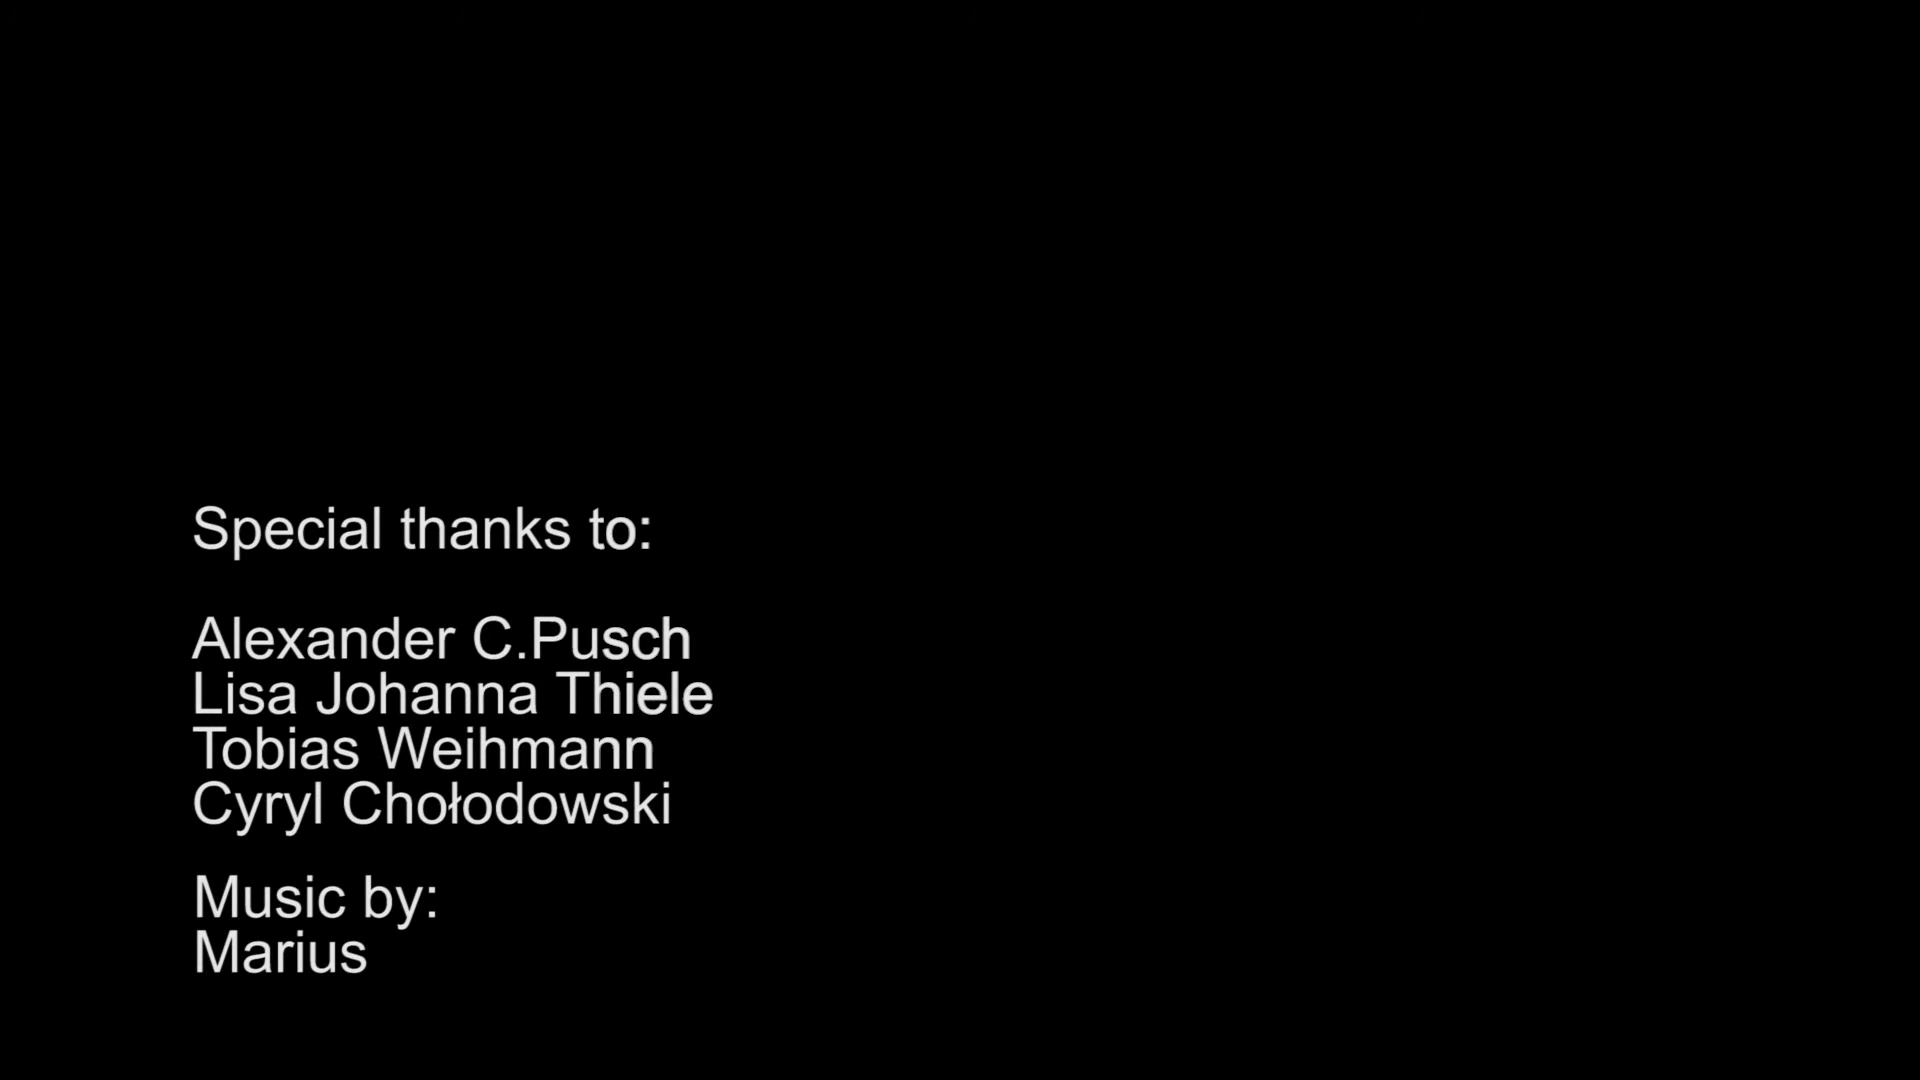 Special thanks to:
Alexander C.Pusch
Lisa Johanna Thiele
Tobias Weihmann
Cyryl Chołodowski
Music by:
Marius